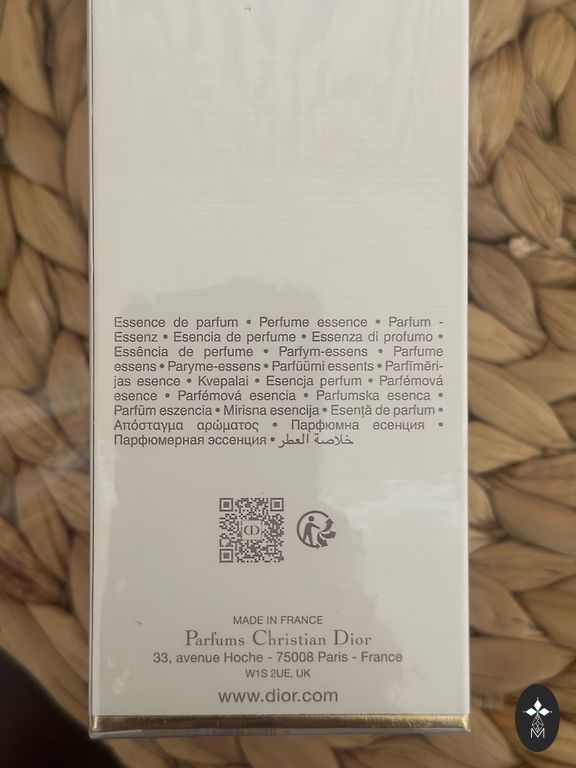 Essence de parfum • Perfume essence • Parfum -
Essenz • Esencia de perfume • Essenza di profumo •
Essência de perfume • Parfym-essens • Parfume
essens • Paryme-essens • Parfüümi essents • Parfimēri-
jas esence • Kvepalai • Esencja perfum • Parfémová
esence • Parfémová esencia • Parfumska esenca •
Parfüm eszencia • Mirisna esencija • Esență de parfum •
Απόσταγμα αρώματος • Парфюмна есенция •
Парфюмерная эссенция • خلاصة العطر
CD
MADE IN FRANCE
Parfums Christian Dior
33, avenue Hoche - 75008 Paris - France
W1S 2UE, UK
www.dior.com
M